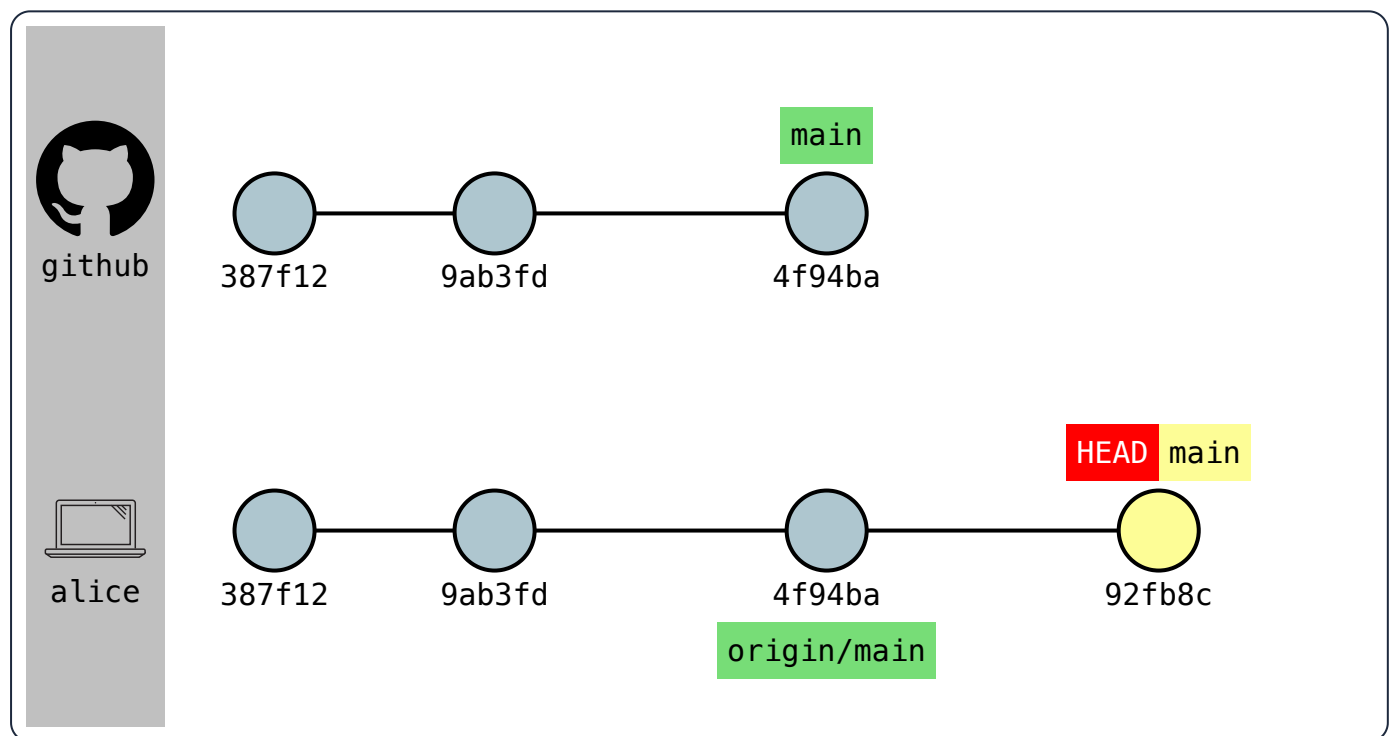 main
github
387f12
9ab3fd
4f94ba
HEAD main
alice
387f12
9ab3fd
4f94ba
92fb8c
origin/main